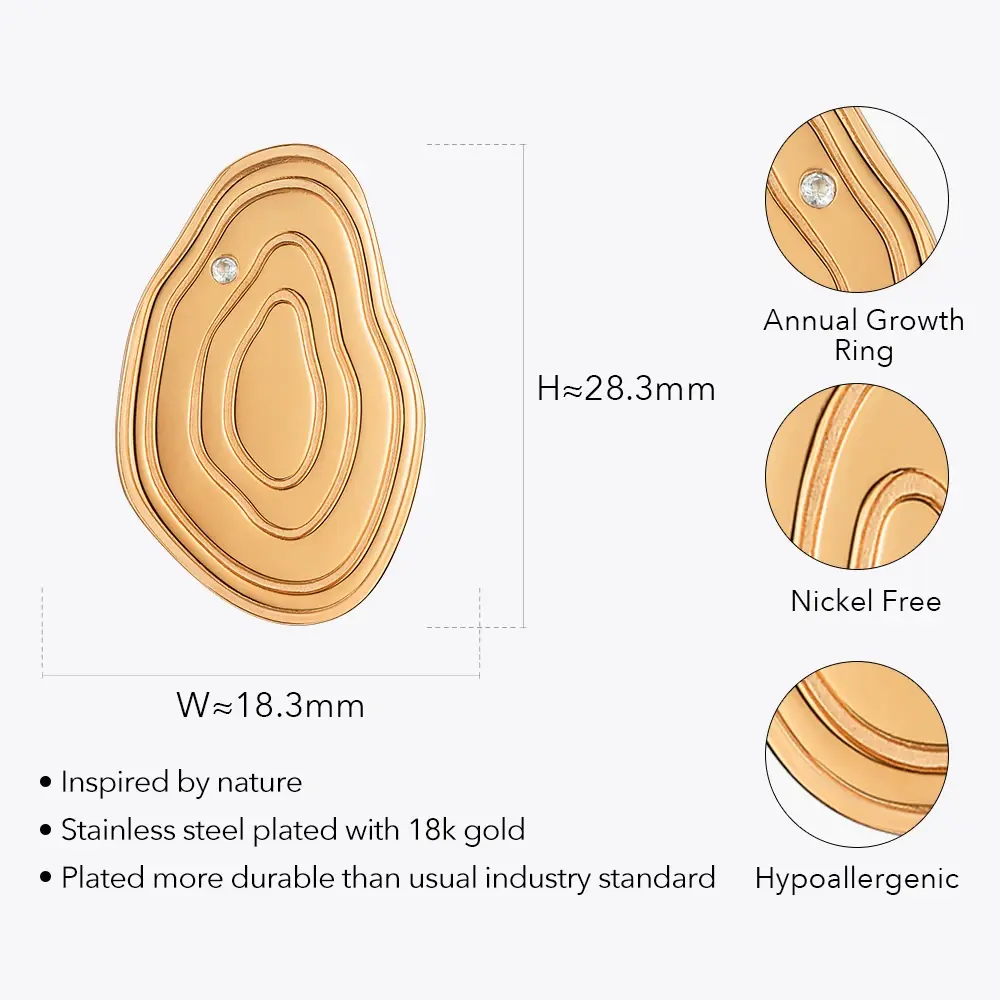 H≈28.3mm
W≈18.3mm
• Inspired by nature
• Stainless steel plated with 18k gold
• Plated more durable than usual industry standard
Annual Growth
Ring
Nickel Free
Hypoallergenic